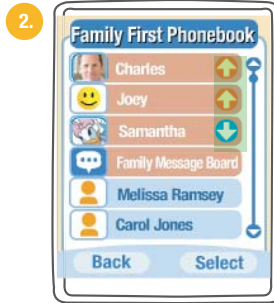 2.
Family First Phonebook
Charles
Joey
Samantha
Family Message Board
Melissa Ramsey
Carol Jones
Back Select